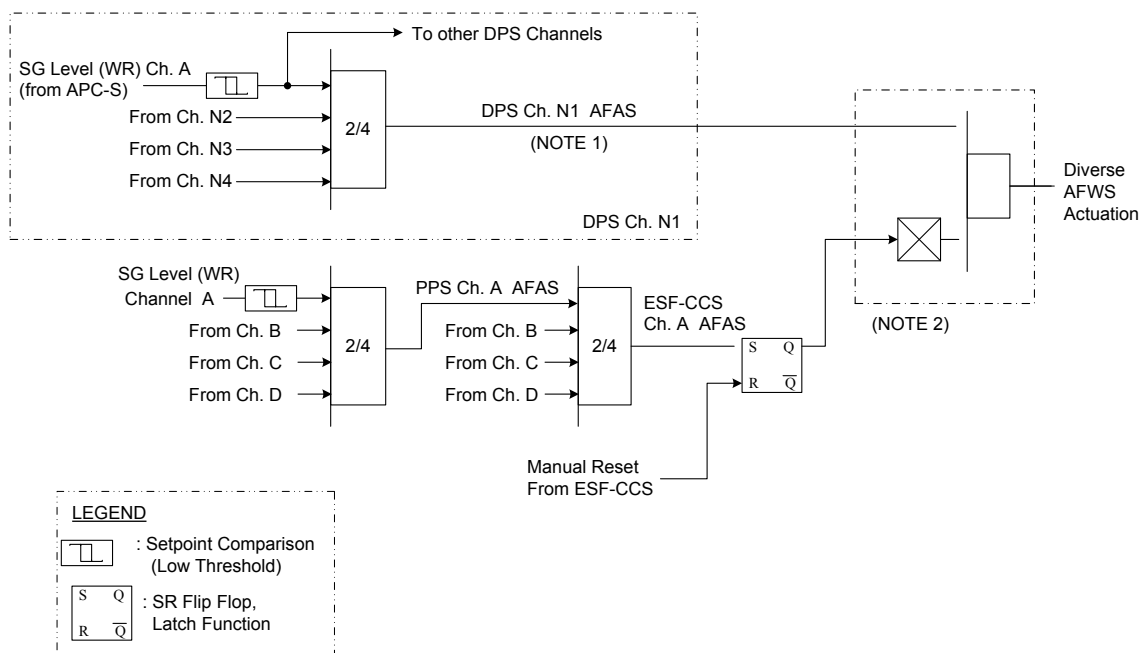 To other DPS Channels
SG Level (WR) Ch. A
(from APC-S)
From Ch. N2
From Ch. N3
From Ch. N4
2/4
DPS Ch. N1 AFAS
(NOTE 1)
DPS Ch. N1
Diverse
AFWS
Actuation
(NOTE 2)
SG Level (WR)
Channel A
From Ch. B
From Ch. C
From Ch. D
2/4
PPS Ch. A AFAS
From Ch. B
From Ch. C
From Ch. D
2/4
ESF-CCS
Ch. A AFAS
S Q
R Q̅
Manual Reset
From ESF-CCS
LEGEND
: Setpoint Comparison
(Low Threshold)
S Q
R Q̅
: SR Flip Flop,
Latch Function